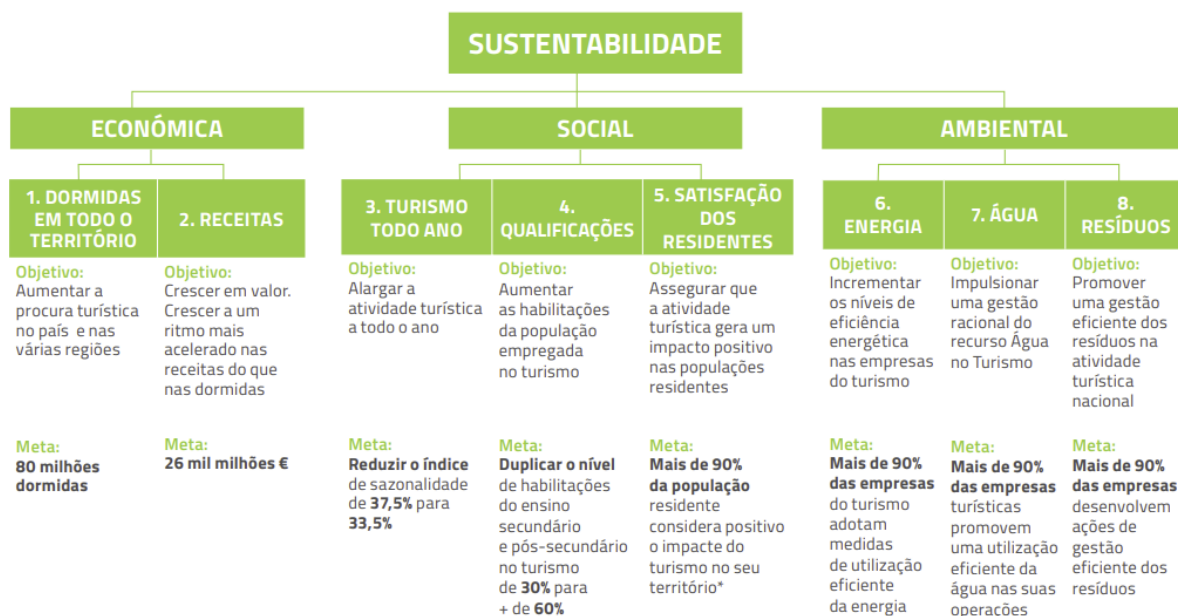 SUSTENTABILIDADE
ECONÓMICA
SOCIAL
AMBIENTAL
1. DORMIDAS
EM TODO O
TERRITÓRIO
Objetivo:
Aumentar a
procura turística
no país e nas
várias regiões
Meta:
80 milhões
dormidas
2. RECEITAS
Objetivo:
Crescer em valor.
Crescer a um
ritmo mais
acelerado nas
receitas do que
nas dormidas
Meta:
26 mil milhões €
3. TURISMO
TODO ANO
Objetivo:
Alargar a
atividade turística
a todo o ano
Meta:
Reduzir o índice
de sazonalidade
de 37,5% para
33,5%
4.
QUALIFICAÇÕES
Objetivo:
Aumentar
as habilitações
da população
empregada
no turismo
Meta:
Duplicar o nível
de habilitações
do ensino
secundário
e pós-secundário
no turismo
de 30% para
+ de 60%
5. SATISFAÇÃO
DOS
RESIDENTES
Objetivo:
Assegurar que
a atividade
turística gera um
impacto positivo
nas populações
residentes
Meta:
Mais de 90%
da população
residente
considera positivo
o impacte do
turismo no seu
território*
6.
ENERGIA
Objetivo:
Incrementar
os níveis de
eficiência
energética
nas empresas
do turismo
Meta:
Mais de 90%
das empresas
do turismo
adotam
medidas
de utilização
eficiente
da energia
7. ÁGUA
Objetivo:
Impulsionar
uma gestão
racional do
recurso Água
no Turismo
Meta:
Mais de 90%
das empresas
turísticas
promovem
uma utilização
eficiente da
água nas suas
operações
8.
RESÍDUOS
Objetivo:
Promover
uma gestão
eficiente dos
resíduos na
atividade
turística
nacional
Meta:
Mais de 90%
das empresas
desenvolvem
ações de
gestão
eficiente dos
resíduos